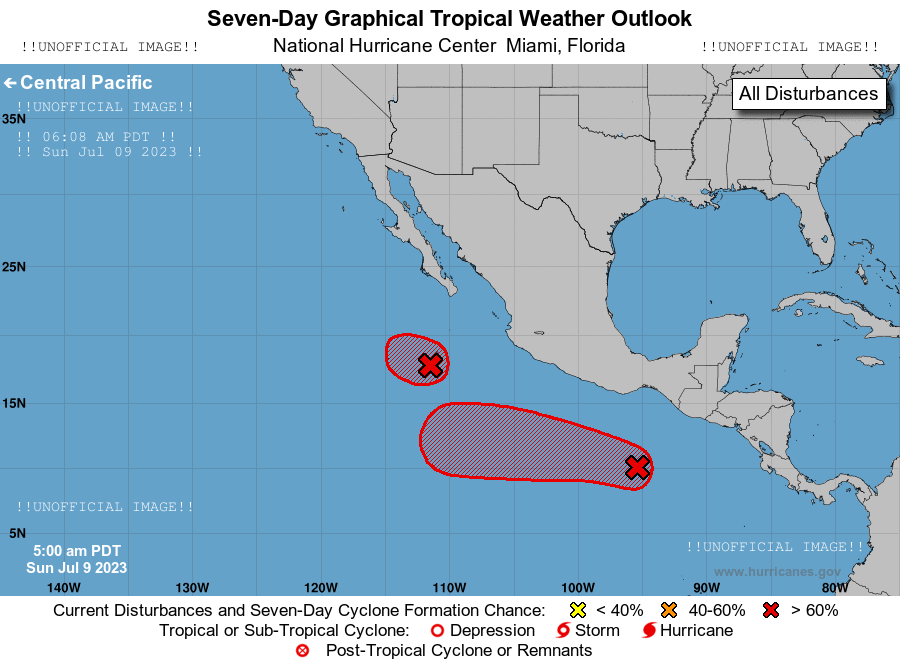 Seven-Day Graphical Tropical Weather Outlook
!!UNOFFICIAL IMAGE!! National Hurricane Center Miami, Florida !!UNOFFICIAL IMAGE!!
← Central Pacific
All Disturbances
!!UNOFFICIAL IMAGE!!
35N
!! 06:08 AM PDT !!
!! Sun Jul 09 2023 !!
25N
15N
!!UNOFFICIAL IMAGE!!
5N
5:00 am PDT
Sun Jul 9 2023
!!UNOFFICIAL IMAGE!!
www.hurricanes.gov
140W 130W 120W 110W 100W 90W 80W
Current Disturbances and Seven-Day Cyclone Formation Chance: < 40% 40-60% > 60%
Tropical or Sub-Tropical Cyclone: Depression Storm Hurricane
Post-Tropical Cyclone or Remnants